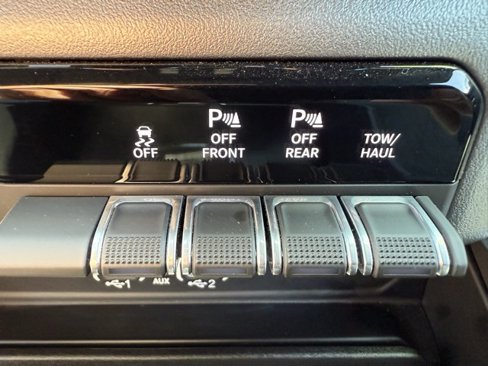 P P
OFF OFF OFF TOW/
FRONT REAR HAUL
1 AUX 2